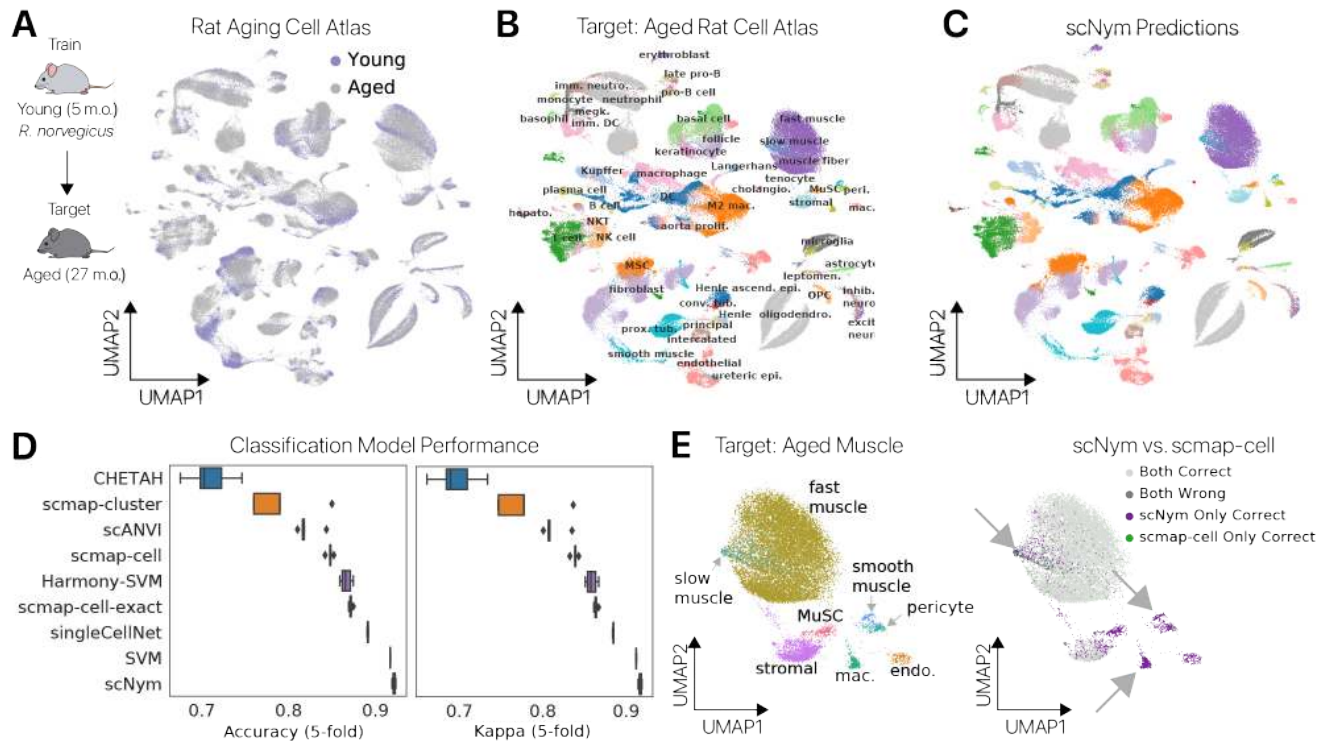 A
Rat Aging Cell Atlas
Train
Young (5 m.o.)
R. norvegicus
Target
Aged (27 m.o.)
Young
Aged
UMAP2
UMAP1
B
Target: Aged Rat Cell Atlas
erythroblast
late pro-B
imm. neutro.
pro-B cell
monocyte
neutrophil
megk.
basophil
imm. DC
basal cell
fast muscle
follicle
slow muscle
keratinocyte
muscle fiber
Langerhans
Kupffer
macrophage
tenocyte
plasma cell
cholangio.
MuSC
peri.
DC
B cell
M2 mac.
stromal
mac.
hepato.
NKT
aorta prolif.
T cell
NK cell
microglia
MSC
astrocyt
leptomen.
fibroblast
Henle ascend. epi.
OPC
inhib.
neuro
conv. tub.
Henle
oligodendro.
prox. tub.
principal
excit
neur
intercalated
smooth muscle
endothelial
ureteric epi.
UMAP2
UMAP1
C
scNym Predictions
UMAP2
UMAP1
D
Classification Model Performance
CHETAH
scmap-cluster
scANVI
scmap-cell
Harmony-SVM
scmap-cell-exact
singleCellNet
SVM
scNym
0.7 0.8 0.9
Accuracy (5-fold)
0.7 0.8 0.9
Kappa (5-fold)
E
Target: Aged Muscle
fast
muscle
slow
muscle
smooth
muscle
MuSC
pericyte
stromal
mac.
endo.
UMAP2
UMAP1
scNym vs. scmap-cell
Both Correct
Both Wrong
scNym Only Correct
scmap-cell Only Correct
UMAP2
UMAP1